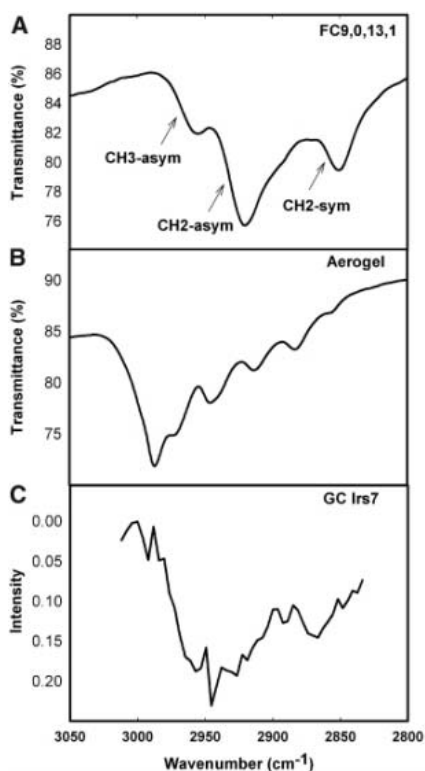 A
FC9,0,13,1
88
86
84
82
80
78
76
Transmittance (%)
CH3-asym
CH2-asym
CH2-sym
B
Aerogel
90
85
80
75
Transmittance (%)
C
GC Irs7
0.00
0.05
0.10
0.15
0.20
Intensity
3050 3000 2950 2900 2850 2800
Wavenumber (cm-1)